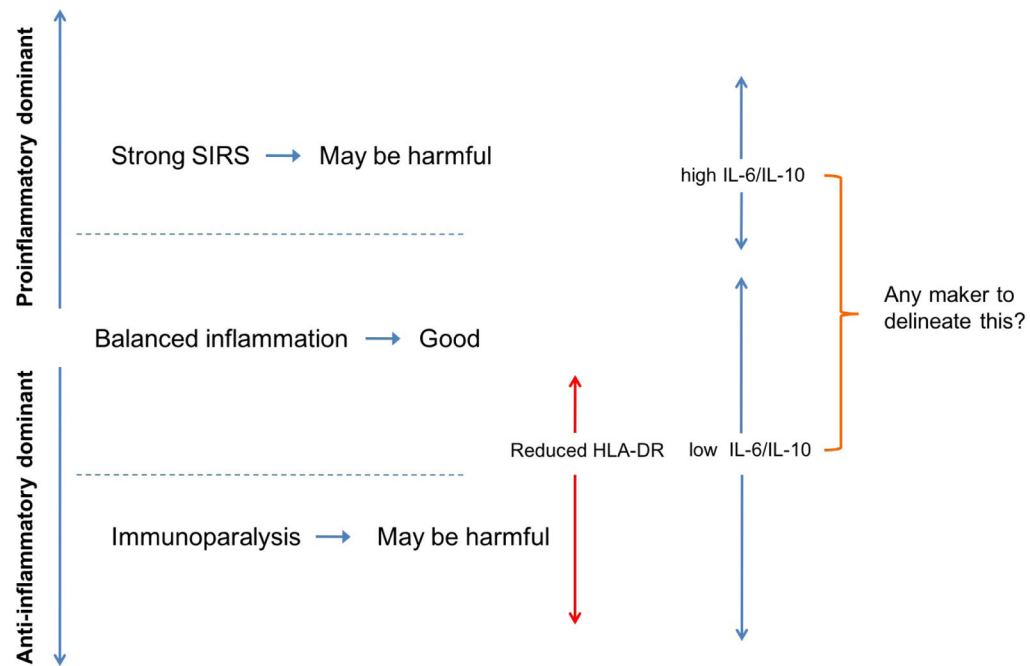 Proinflammatory dominant
Anti-inflammatory dominant
Strong SIRS
May be harmful
Balanced inflammation
Good
Immunoparalysis
May be harmful
Reduced HLA-DR
high IL-6/IL-10
low IL-6/IL-10
Any maker to
delineate this?